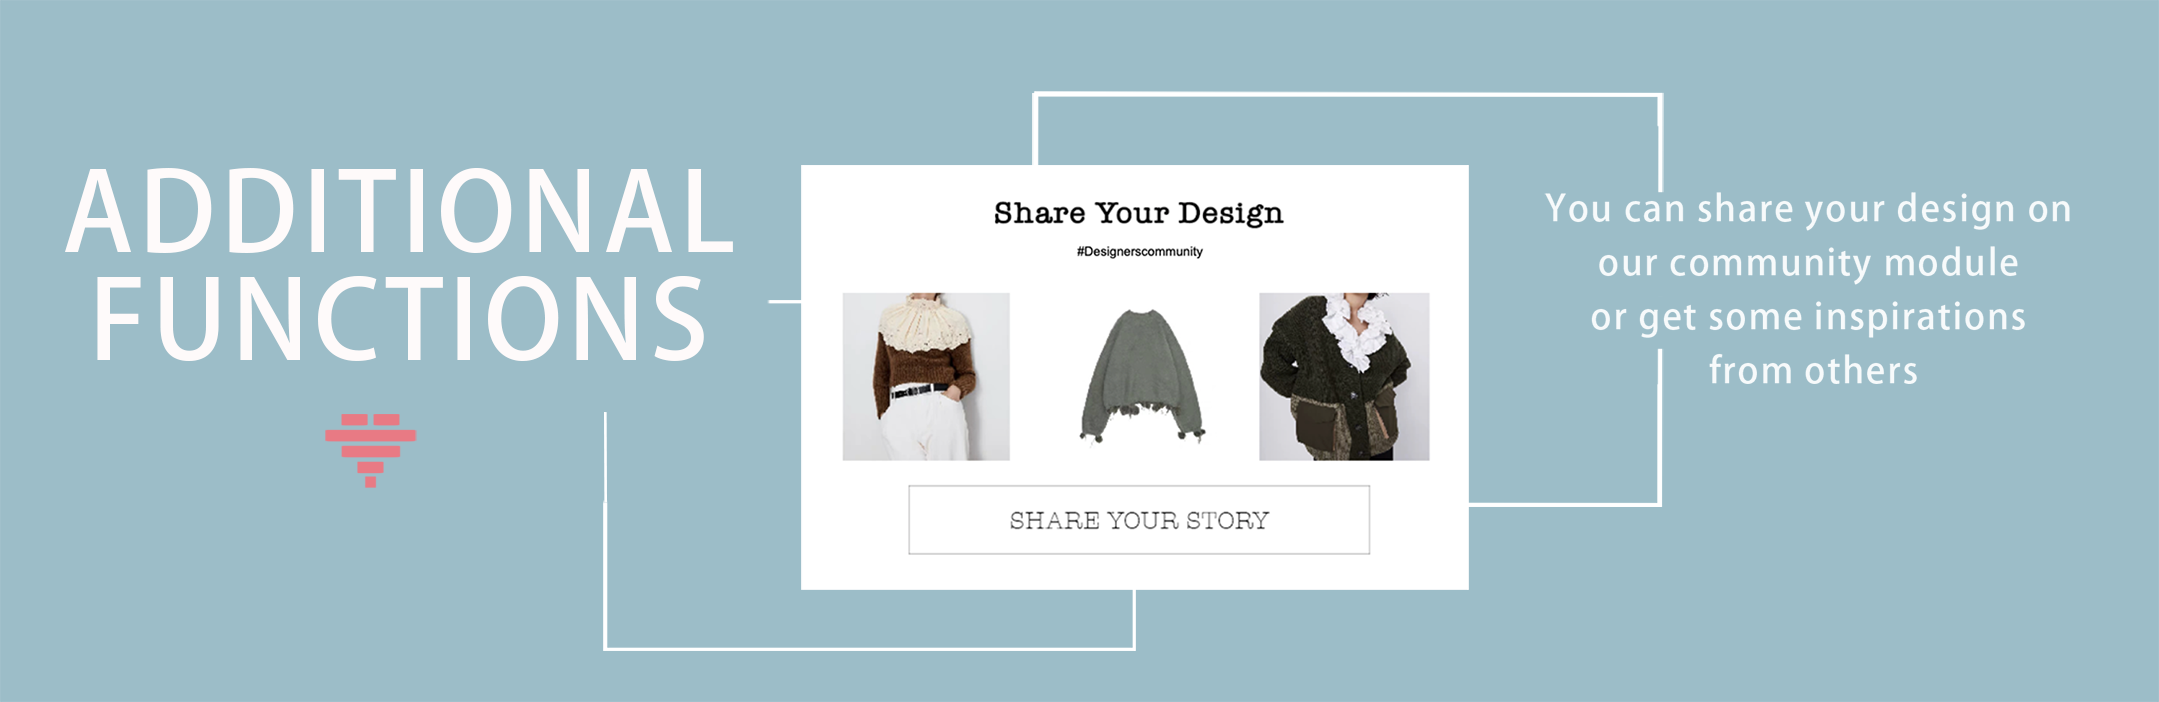 ADDITIONAL
FUNCTIONS
Share Your Design
#Designerscommunity
SHARE YOUR STORY
You can share your design on
our community module
or get some inspirations
from others